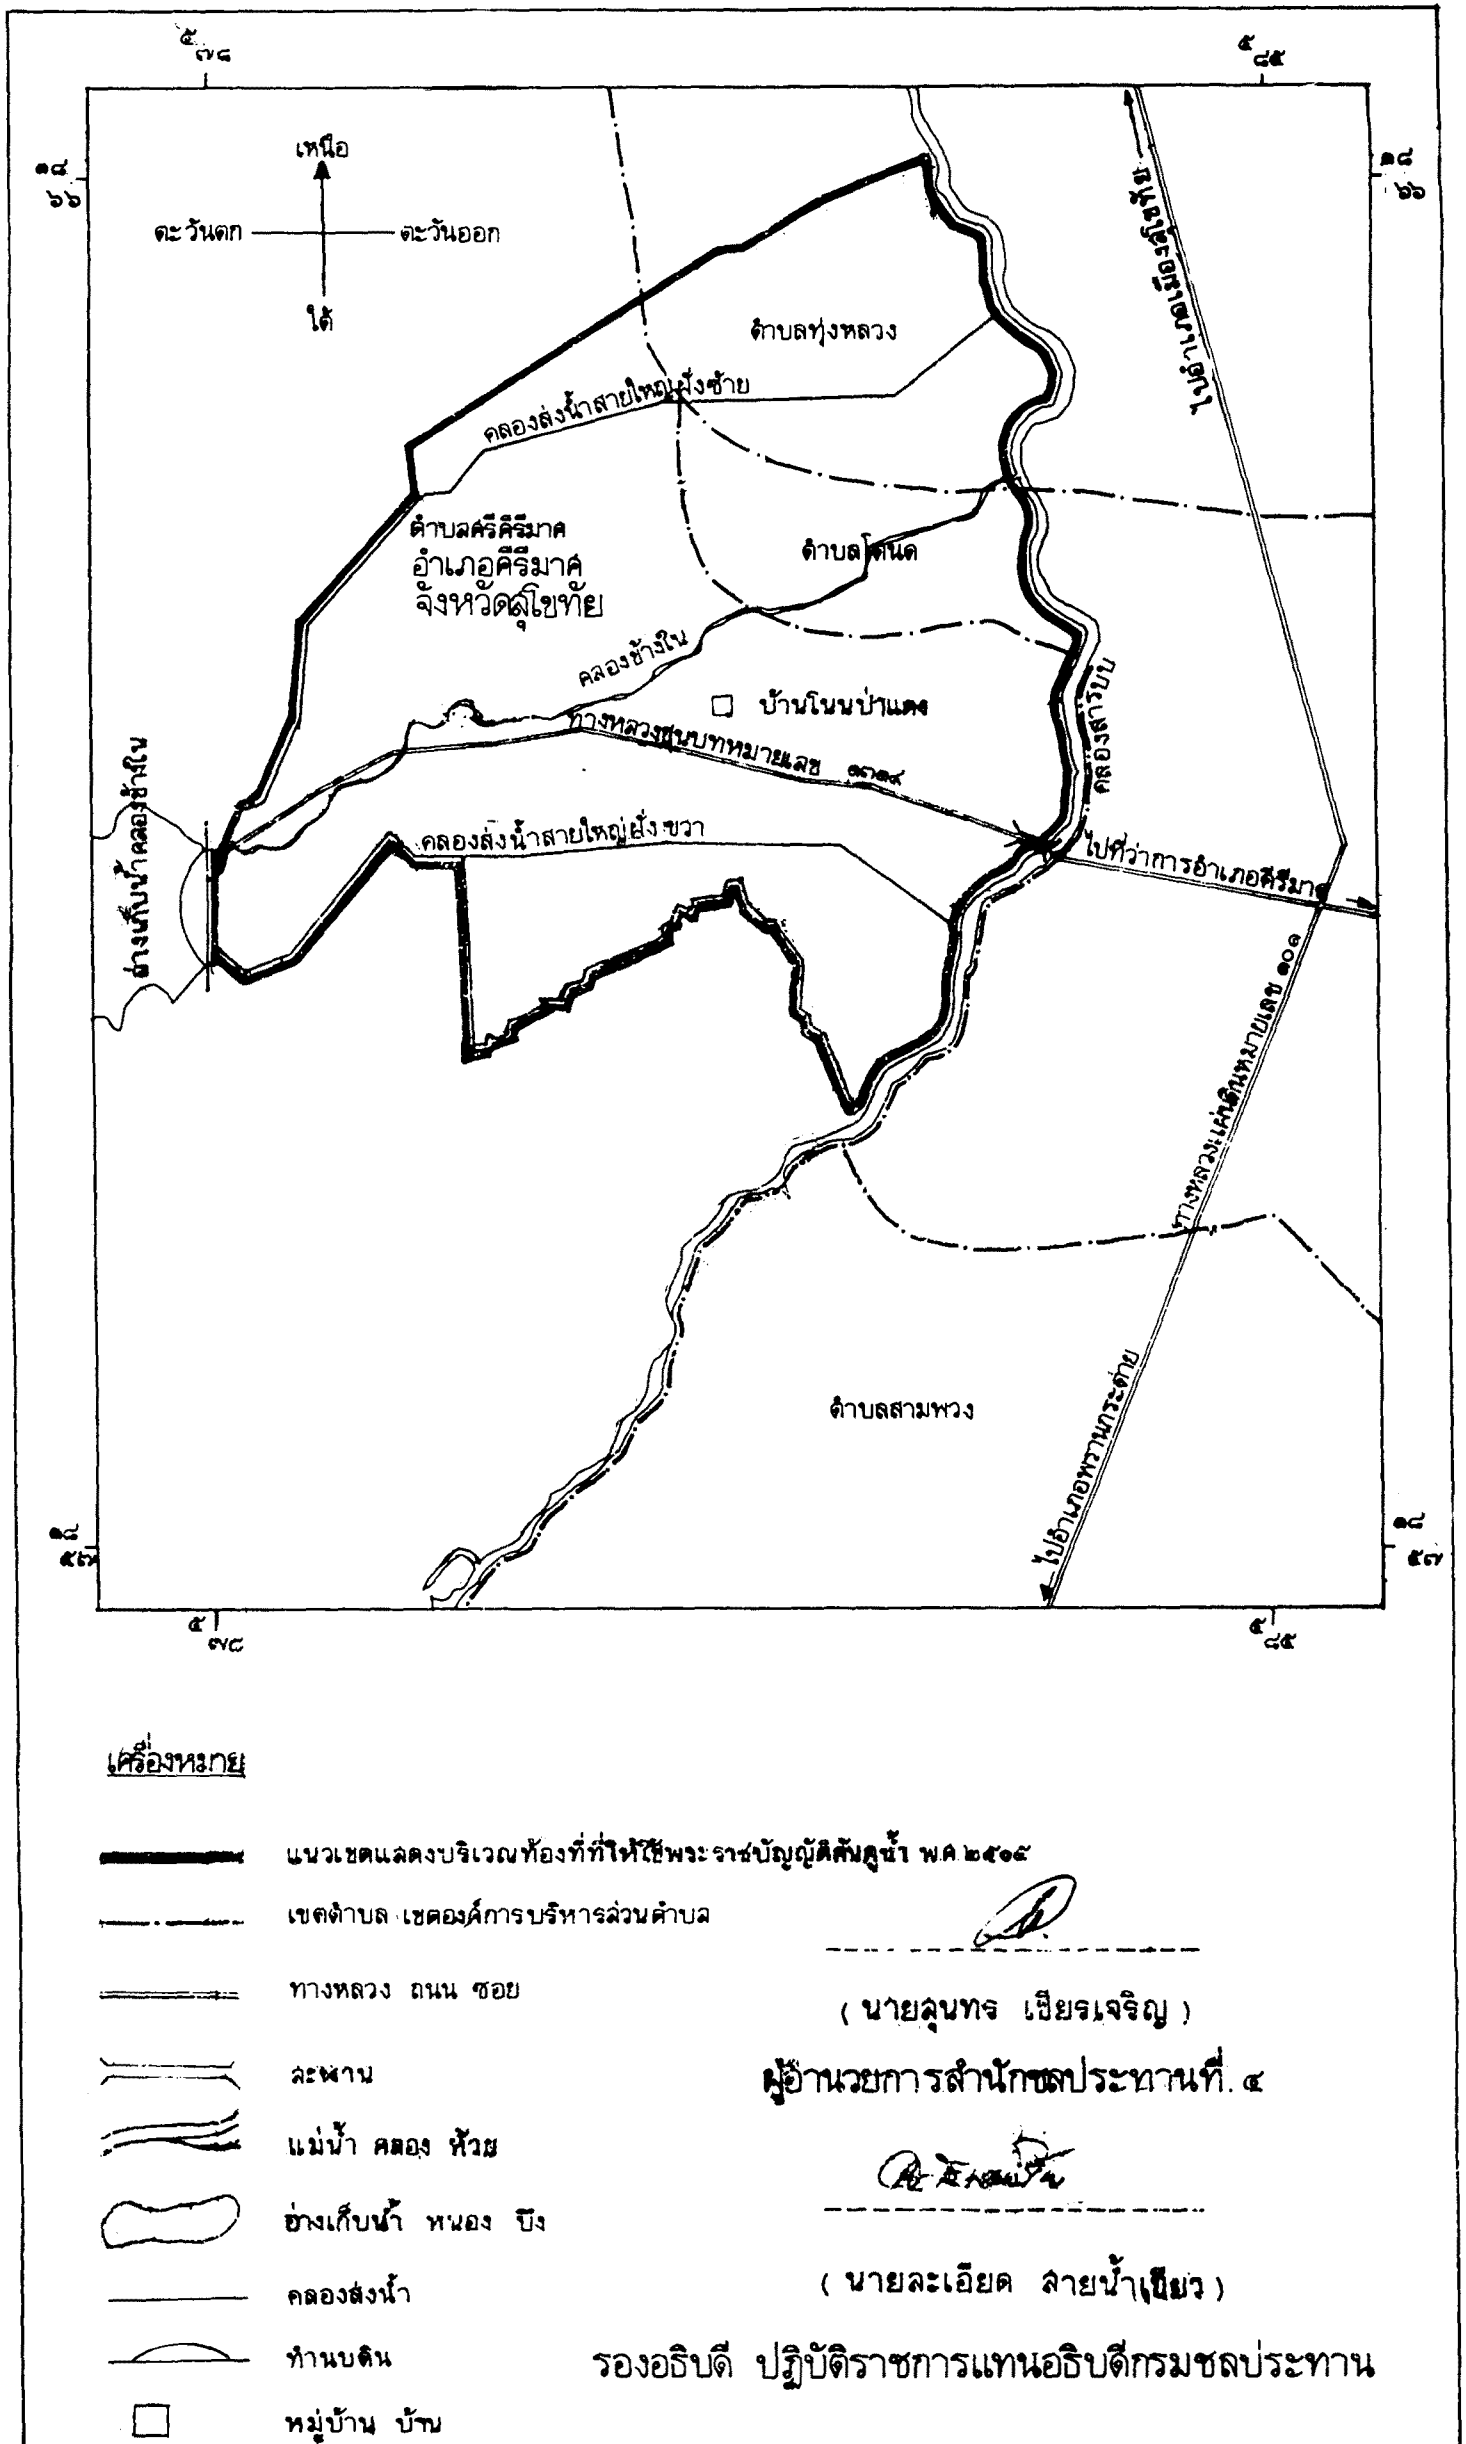 ๕
๗๘
๕
๘๕
๑๘
๖๖
๑๘
๖๖
เหนือ
ตะวันตก
ตะวันออก
ใต้
ไปอำเภอเมืองสุโขทัย
ตำบลทุ่งหลวง
คลองส่งน้ำสายใหญ่ฝั่งซ้าย
ตำบลศรีคีรีมาศ
อำเภอคีรีมาศ
จังหวัดสุโขทัย
ตำบลโตนด
คลองข้างใน
บ้านโนนป่าแดง
ทางหลวงชนบทหมายเลข
คลองสารบบ
อ่างเก็บน้ำคลองข้างใน
คลองส่งน้ำสายใหญ่ฝั่งขวา
ไปที่ว่าการอำเภอคีรีมาศ
ทางหลวงแผ่นดินหมายเลข ๑๐๑
ตำบลสามพวง
ไปอำเภอพรานกระต่าย
๑๘
๕๗
๑๘
๕๗
๕
๗๘
๕
๘๕
เครื่องหมาย
แนวเขตแสดงบริเวณท้องที่ที่ให้ใช้พระราชบัญญัติคันคูน้ำ พ.ศ. ๒๕๐๕
เขตตำบล เขตองค์การบริหารส่วนตำบล
ทางหลวง ถนน ซอย
สะพาน
แม่น้ำ คลอง ห้วย
อ่างเก็บน้ำ หนอง บึง
คลองส่งน้ำ
ทำนบดิน
หมู่บ้าน บ้าน
( นายสุนทร เธียรเจริญ )
ผู้อำนวยการสำนักชลประทานที่ ๔
( นายละเอียด สายน้ำเขียว )
รองอธิบดี ปฏิบัติราชการแทนอธิบดีกรมชลประทาน